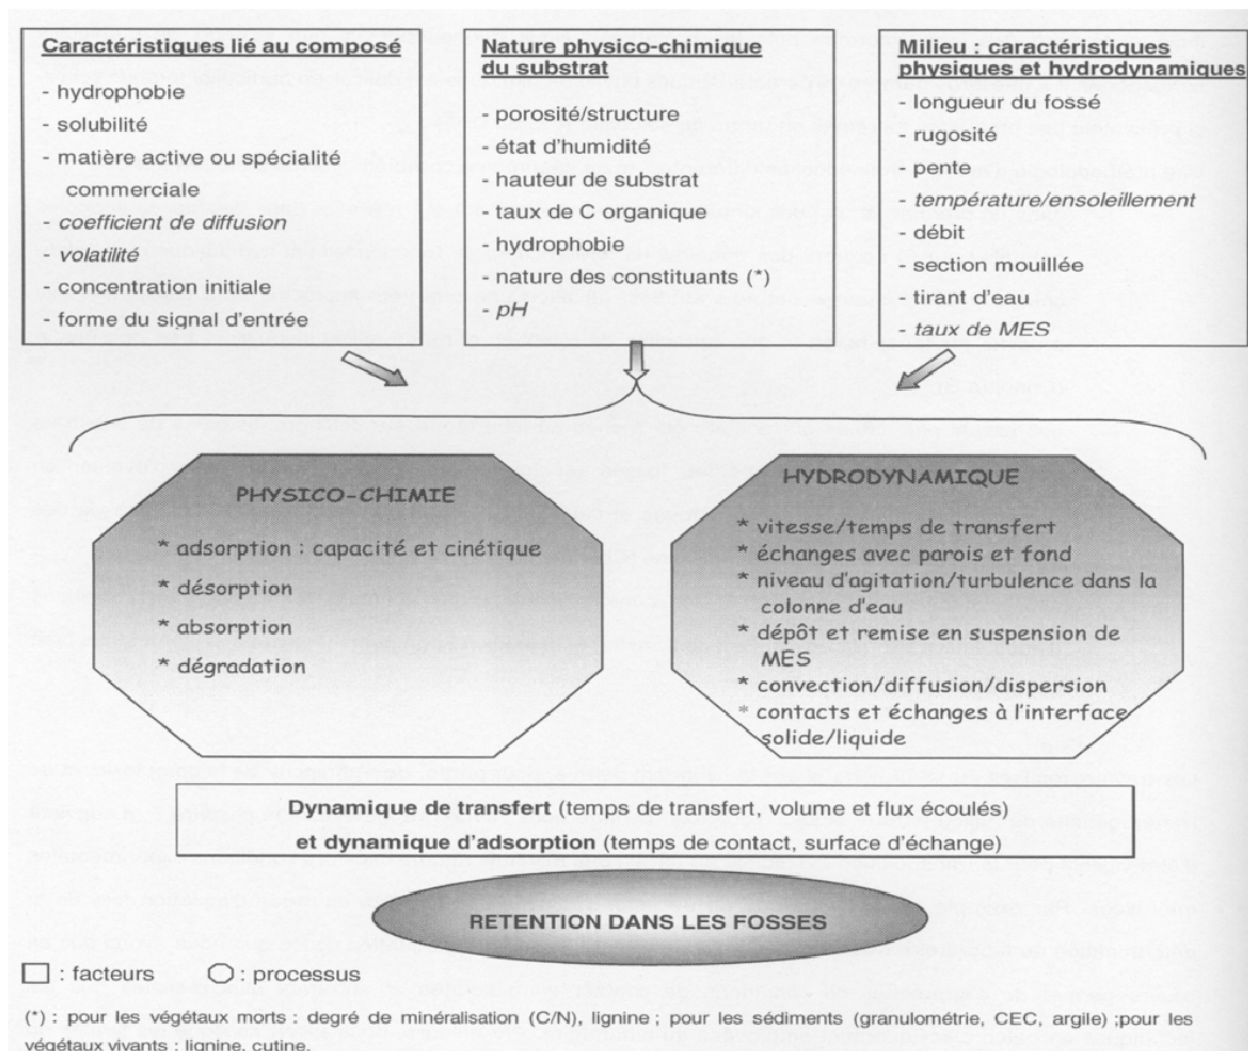 Caractéristiques lié au composé
- hydrophobie
- solubilité
- matière active ou spécialité
commerciale
- coefficient de diffusion
- volatilité
- concentration initiale
- forme du signal d'entrée
Nature physico-chimique
du substrat
- porosité/structure
- état d'humidité
- hauteur de substrat
- taux de C organique
- hydrophobie
- nature des constituants (*)
- pH
Milieu : caractéristiques
physiques et hydrodynamiques
- longueur du fossé
- rugosité
- pente
- température/ensoleillement
- débit
- section mouillée
- tirant d'eau
- taux de MES
PHYSICO-CHIMIE
* adsorption : capacité et cinétique
* désorption
* absorption
* dégradation
HYDRODYNAMIQUE
* vitesse/temps de transfert
* échanges avec parois et fond
* niveau d'agitation/turbulence dans la
colonne d'eau
* dépôt et remise en suspension de
MES
* convection/diffusion/dispersion
* contacts et échanges à l'interface
solide/liquide
Dynamique de transfert (temps de transfert, volume et flux écoulés)
et dynamique d'adsorption (temps de contact, surface d'échange)
RETENTION DANS LES FOSSES
: facteurs : processus
(*) : pour les végétaux morts : degré de minéralisation (C/N), lignine ; pour les sédiments (granulométrie, CEC, argile) ;pour les
végétaux vivants : lignine, cutine.